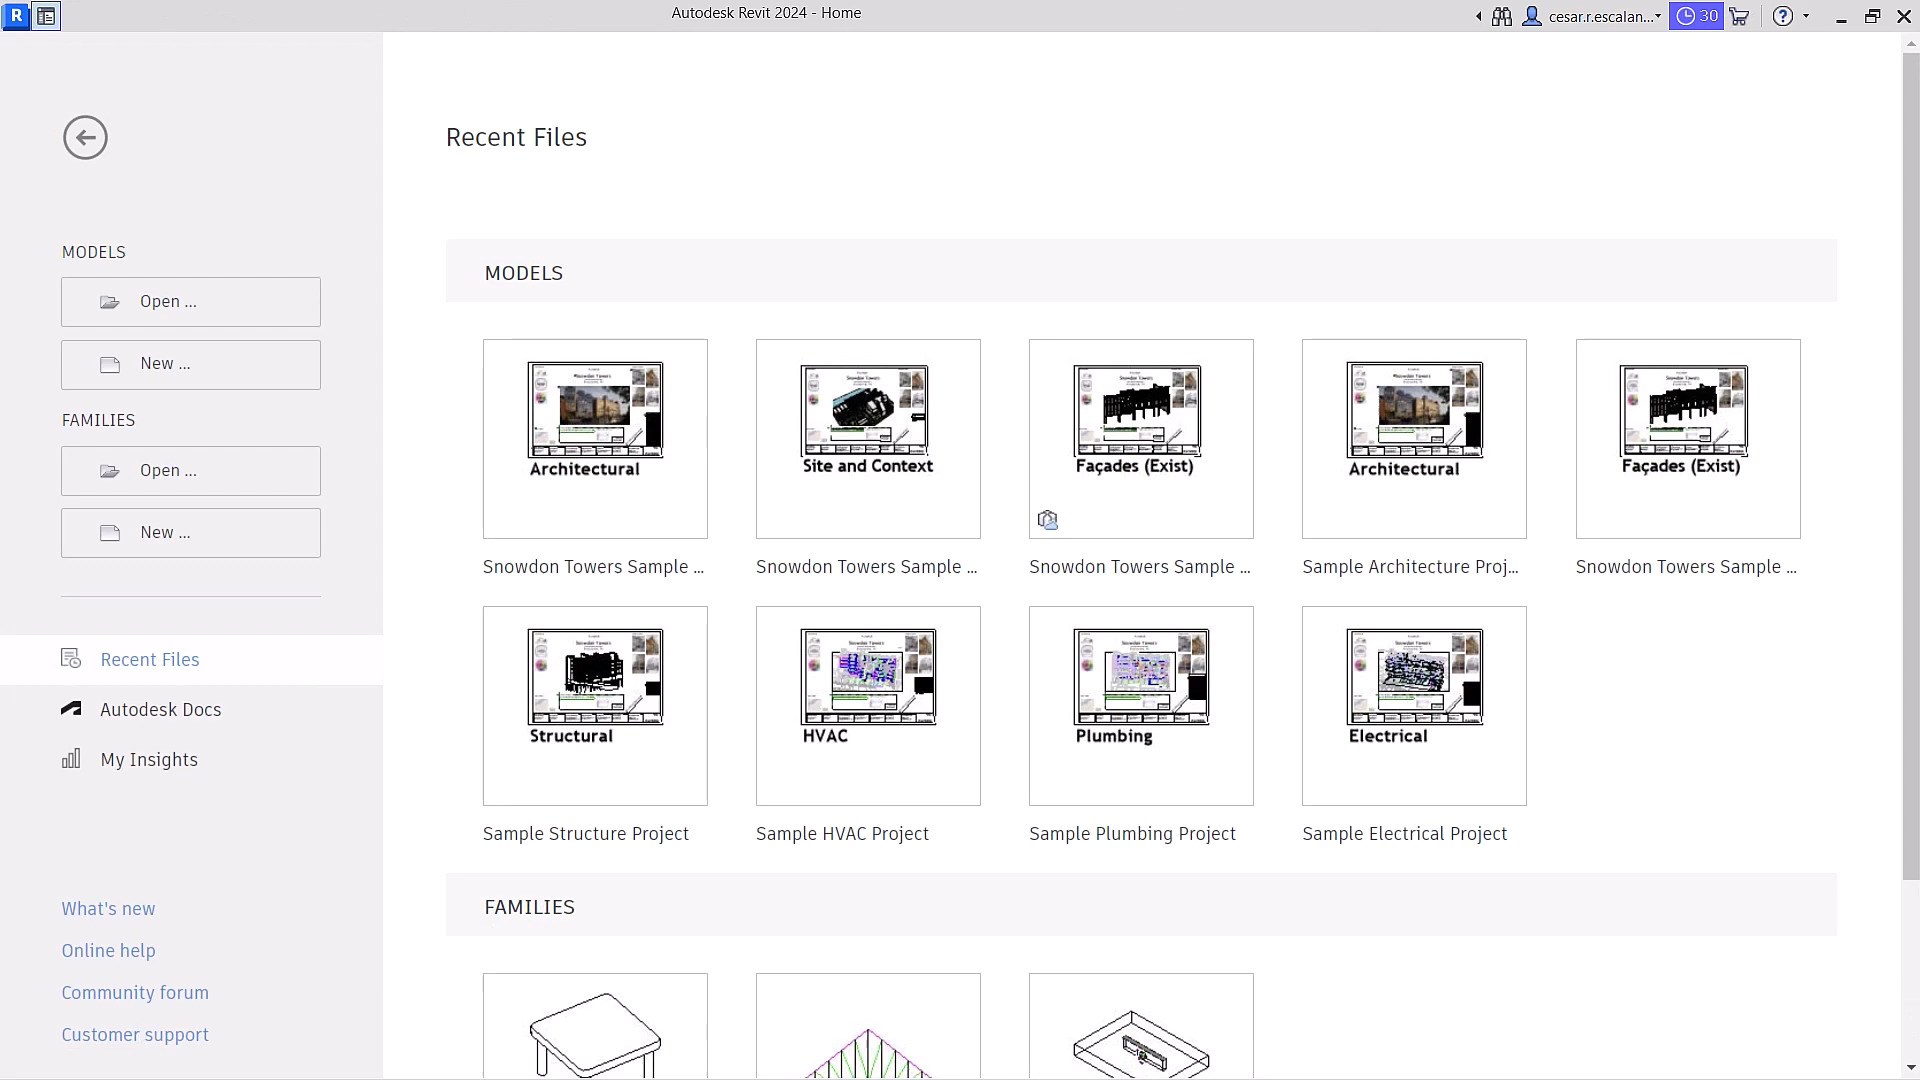 R
Autodesk Revit 2024 - Home
cesar.r.escalan...
30
Recent Files
MODELS
Open ...
New ...
FAMILIES
Open ...
New ...
Recent Files
Autodesk Docs
My Insights
What's new
Online help
Community forum
Customer support
MODELS
Architectural
Site and Context
Façades (Exist)
Architectural
Façades (Exist)
Snowdon Towers Sample ...
Snowdon Towers Sample ...
Snowdon Towers Sample ...
Sample Architecture Proj...
Snowdon Towers Sample ...
Structural
HVAC
Plumbing
Electrical
Sample Structure Project
Sample HVAC Project
Sample Plumbing Project
Sample Electrical Project
FAMILIES